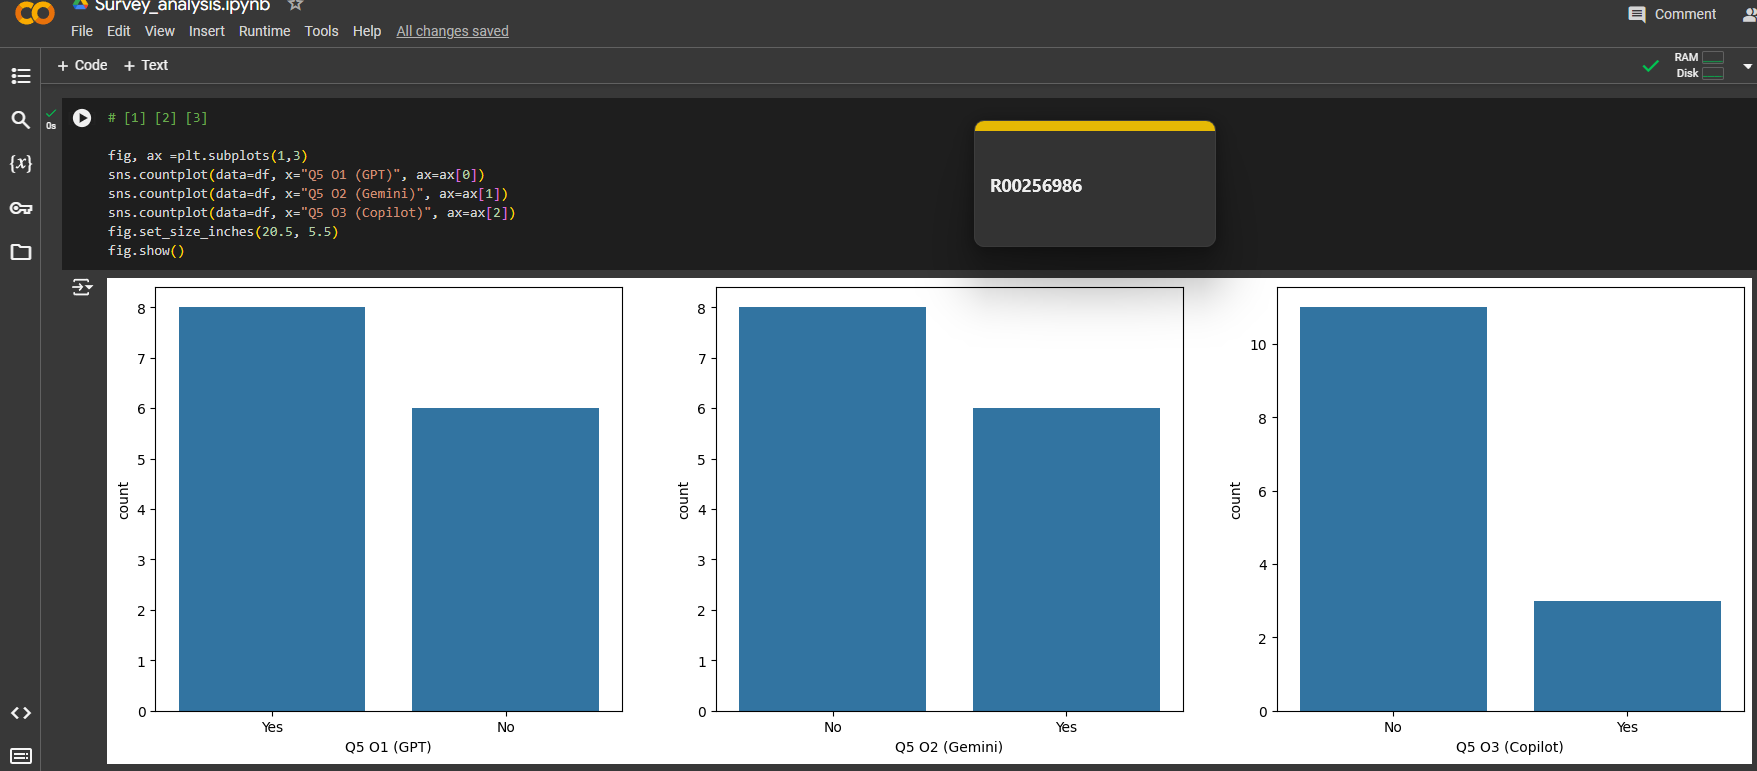 Survey_analysis.ipynb
Comment
File Edit View Insert Runtime Tools Help All changes saved
+ Code + Text
RAM
Disk
0s
# [1] [2] [3]
fig, ax =plt.subplots(1,3)
sns.countplot(data=df, x="Q5 O1 (GPT)", ax=ax[0])
sns.countplot(data=df, x="Q5 O2 (Gemini)", ax=ax[1])
sns.countplot(data=df, x="Q5 O3 (Copilot)", ax=ax[2])
fig.set_size_inches(20.5, 5.5)
fig.show()
R00256986
{x}
8
7
6
5
4
3
2
1
0
count
Yes No
Q5 O1 (GPT)
8
7
6
5
4
3
2
1
0
count
No Yes
Q5 O2 (Gemini)
10
8
6
4
2
0
count
No Yes
Q5 O3 (Copilot)